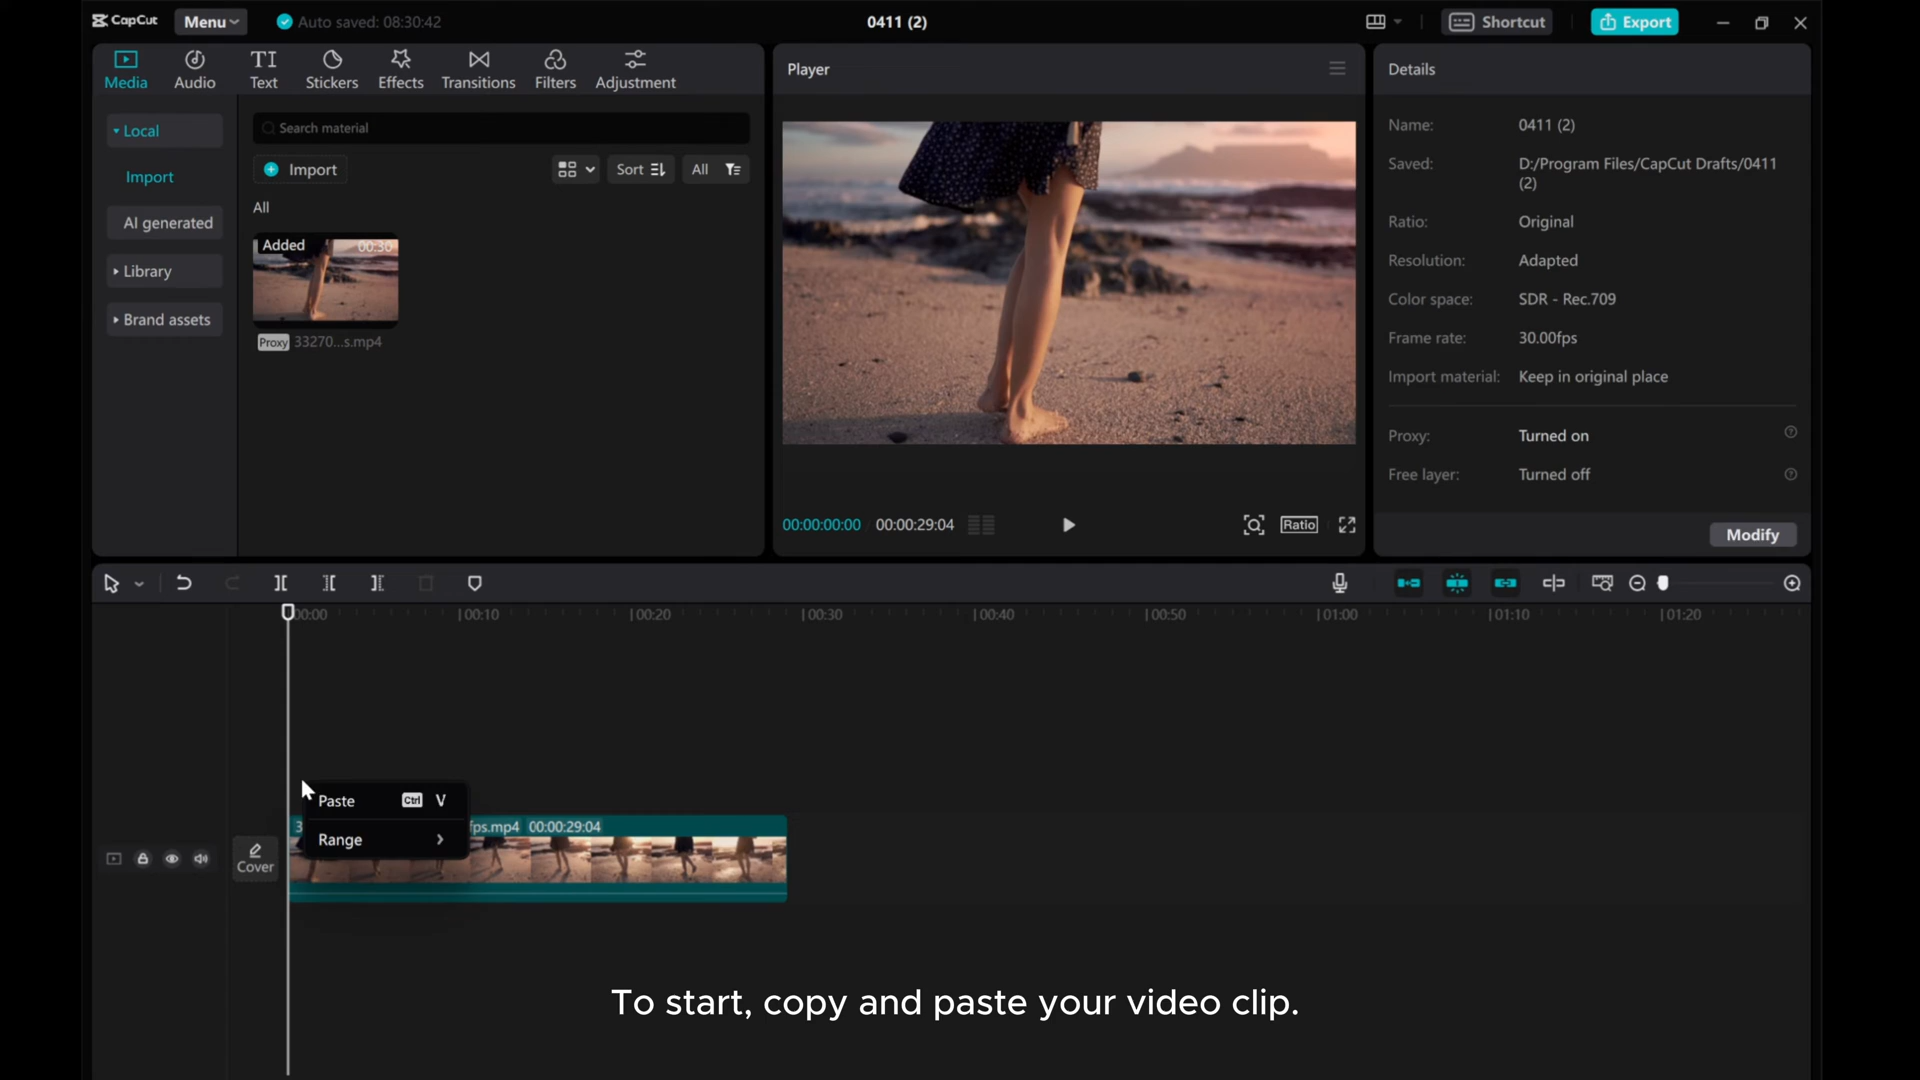 CapCut
Menu
Auto saved: 08:30:42
0411 (2)
Shortcut
Export
Media
Audio
TI
Text
Stickers
Effects
Transitions
Filters
Adjustment
Player
Details
Local
Import
AI generated
Library
Brand assets
Search material
Import
Sort
All
All
Added
00:30
Proxy
33270...s.mp4
00:00:00:00
00:00:29:04
Ratio
Name:
0411 (2)
Saved:
D:/Program Files/CapCut Drafts/0411
(2)
Ratio:
Original
Resolution:
Adapted
Color space:
SDR - Rec.709
Frame rate:
30.00fps
Import material:
Keep in original place
Proxy:
Turned on
Free layer:
Turned off
Modify
00:00
00:10
00:20
00:30
00:40
00:50
01:00
01:10
01:20
Paste
Ctrl
V
Range
3
fps.mp4
00:00:29:04
Cover
To start, copy and paste your video clip.